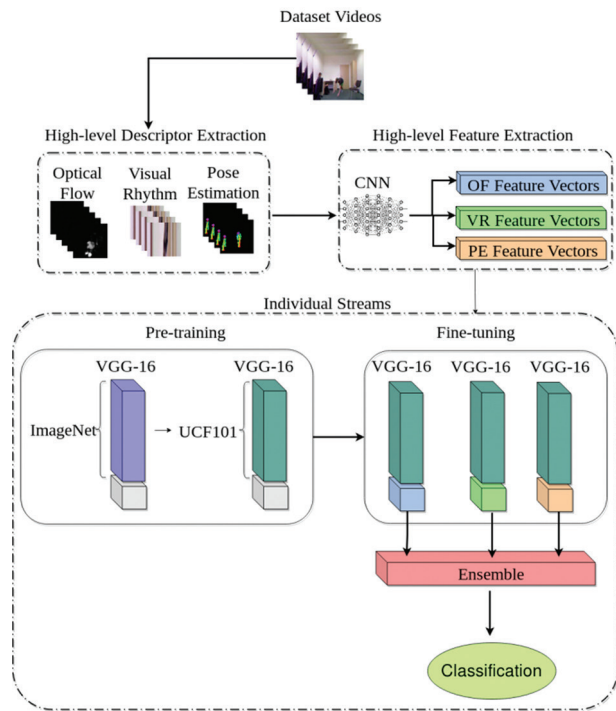 Dataset Videos
High-level Descriptor Extraction
Optical
Flow
Visual
Rhythm
Pose
Estimation
High-level Feature Extraction
CNN
OF Feature Vectors
VR Feature Vectors
PE Feature Vectors
Individual Streams
Pre-training
VGG-16
VGG-16
ImageNet
UCF101
Fine-tuning
VGG-16
VGG-16
VGG-16
Ensemble
Classification